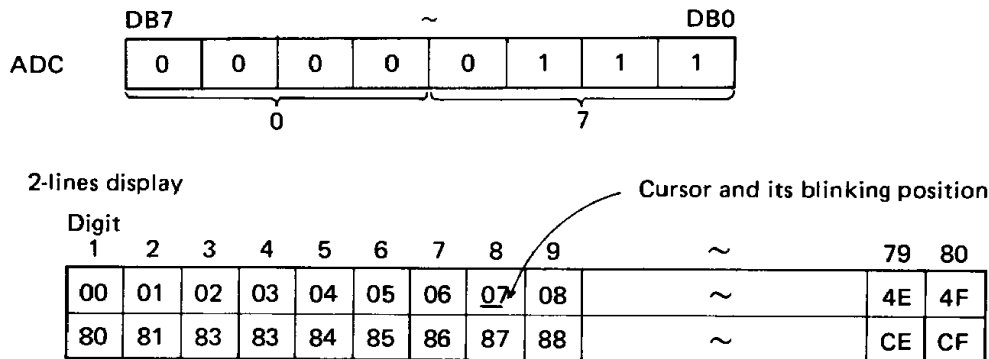 DB7 ~ DB0
ADC 0 0 0 0 0 1 1 1
0 7
2-lines display
Cursor and its blinking position
Digit
1 2 3 4 5 6 7 8 9 ~ 79 80
00 01 02 03 04 05 06 07 08 ~ 4E 4F
80 81 83 83 84 85 86 87 88 ~ CE CF